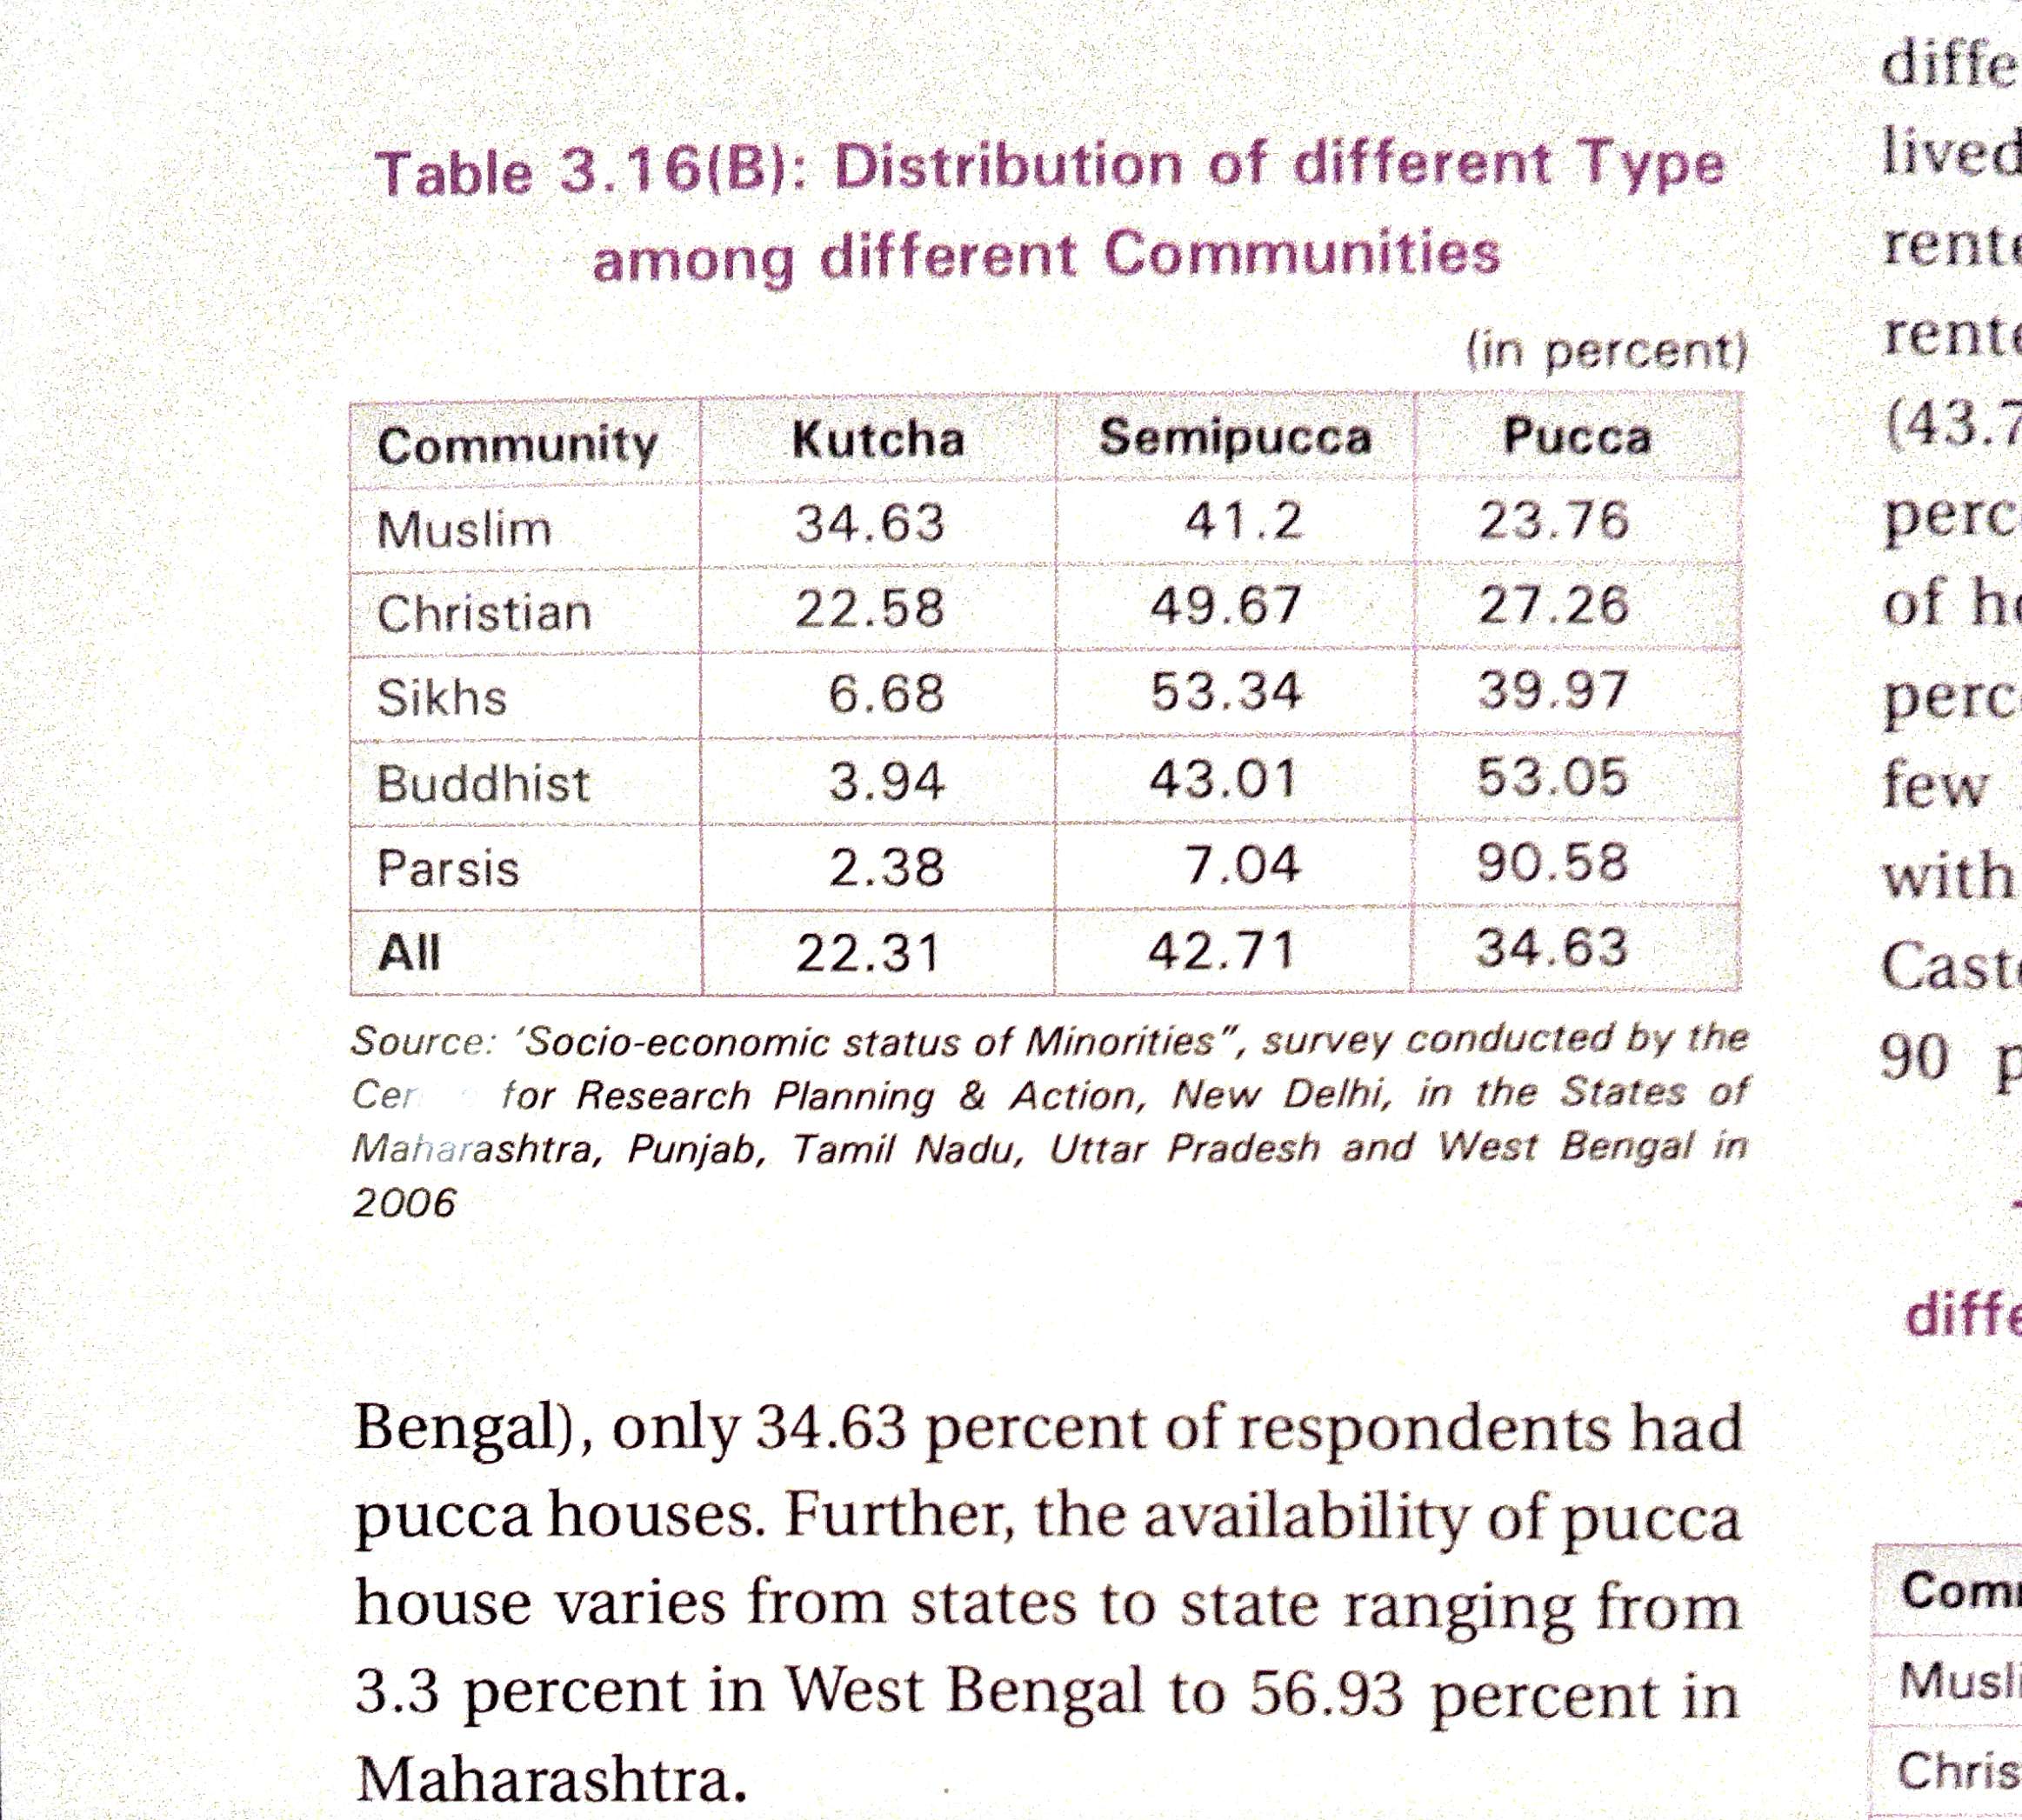 Table 3.16(B): Distribution of different Type
among different Communities
(in percent)
Community Kutcha Semipucca Pucca
Muslim 34.63 41.2 23.76
Christian 22.58 49.67 27.26
Sikhs 6.68 53.34 39.97
Buddhist 3.94 43.01 53.05
Parsis 2.38 7.04 90.58
All 22.31 42.71 34.63
Source: 'Socio-economic status of Minorities", survey conducted by the
for Research Planning & Action, New Delhi, in the States of
Maharashtra, Punjab, Tamil Nadu, Uttar Pradesh and West Bengal in
2006
Bengal), only 34.63 percent of respondents had
pucca houses. Further, the availability of pucca
house varies from states to state ranging from
3.3 percent in West Bengal to 56.93 percent in
Maharashtra.
diffe
lived
rente
rente
(43.7
perc
of
perc
few
with
Cast
90
diffe
Com
Musli
Chris